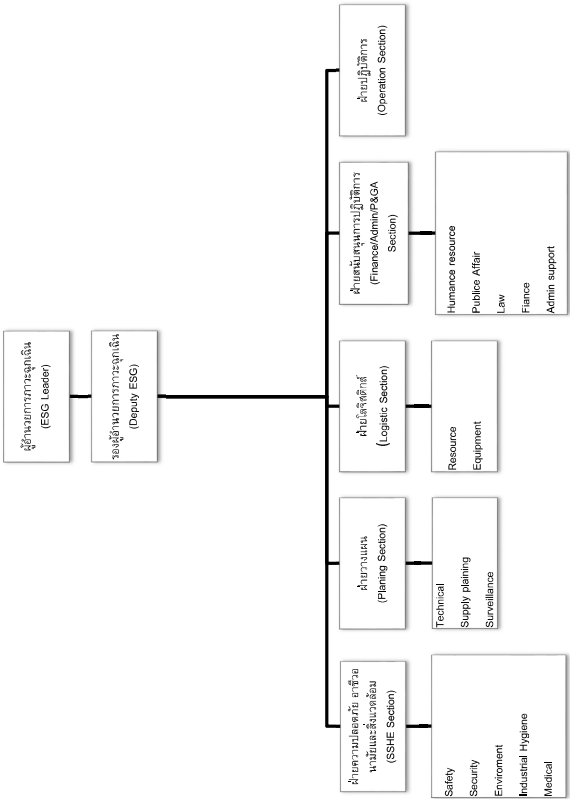 ผู้อำนวยการภาวะฉุกเฉิน
(ESG Leader)
รองผู้อำนวยการภาวะฉุกเฉิน
(Deputy ESG)
ฝ่ายความปลอดภัย อาชีวอ
นามัยและสิ่งแวดล้อม
(SSHE Section)
ฝ่ายวางแผน
(Planing Section)
ฝ่ายโลจิสติกส์
(Logistic Section)
ฝ่ายสนับสนุนการปฏิบัติการ
(Finance/Admin/P&GA
Section)
ฝ่ายปฏิบัติการ
(Operation Section)
Safety
Security
Enviroment
Industrial Hygiene
Medical
Technical
Supply plaining
Surveillance
Resource
Equipment
Humance resource
Publice Affair
Law
Fiance
Admin support